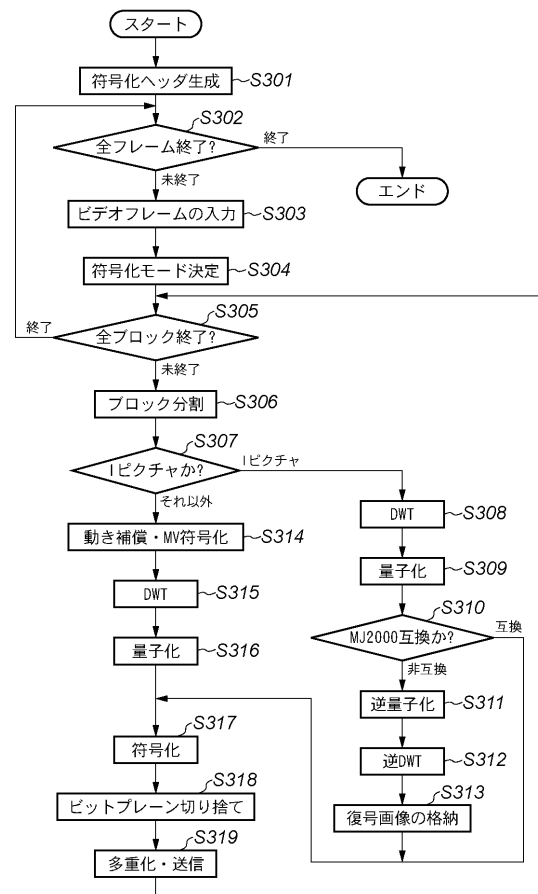 スタート
符号化ヘッダ生成
S301
S302
全フレーム終了?
終了
未終了
エンド
ビデオフレームの入力
S303
符号化モード決定
S304
S305
全ブロック終了?
終了
未終了
ブロック分割
S306
S307
Iピクチャか?
Iピクチャ
それ以外
DWT
S308
動き補償・MV符号化
S314
量子化
S309
DWT
S315
S310
MJ2000互換か?
互換
非互換
量子化
S316
逆量子化
S311
S317
符号化
逆DWT
S312
S318
ビットプレーン切り捨て
S313
復号画像の格納
S319
多重化・送信